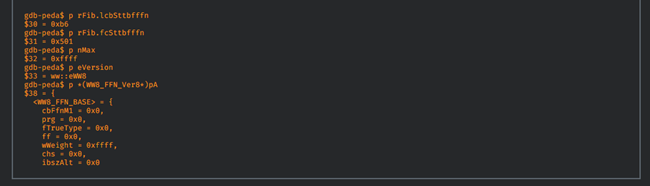 gdb-peda$ p rFib.lcbSttbfffn
$30 = 0xb6
gdb-peda$ p rFib.fcSttbfffn
$31 = 0x501
gdb-peda$ p nMax
$32 = 0xffff
gdb-peda$ p eVersion
$33 = ww::eWW8
gdb-peda$ p *(WW8_FFN_Ver8*)pA
$38 = {
<WW8_FFN_BASE> = {
cbFfnM1 = 0x0,
prg = 0x0,
fTrueType = 0x0,
ff = 0x0,
wWeight = 0xffff,
chs = 0x0,
ibszAlt = 0x0